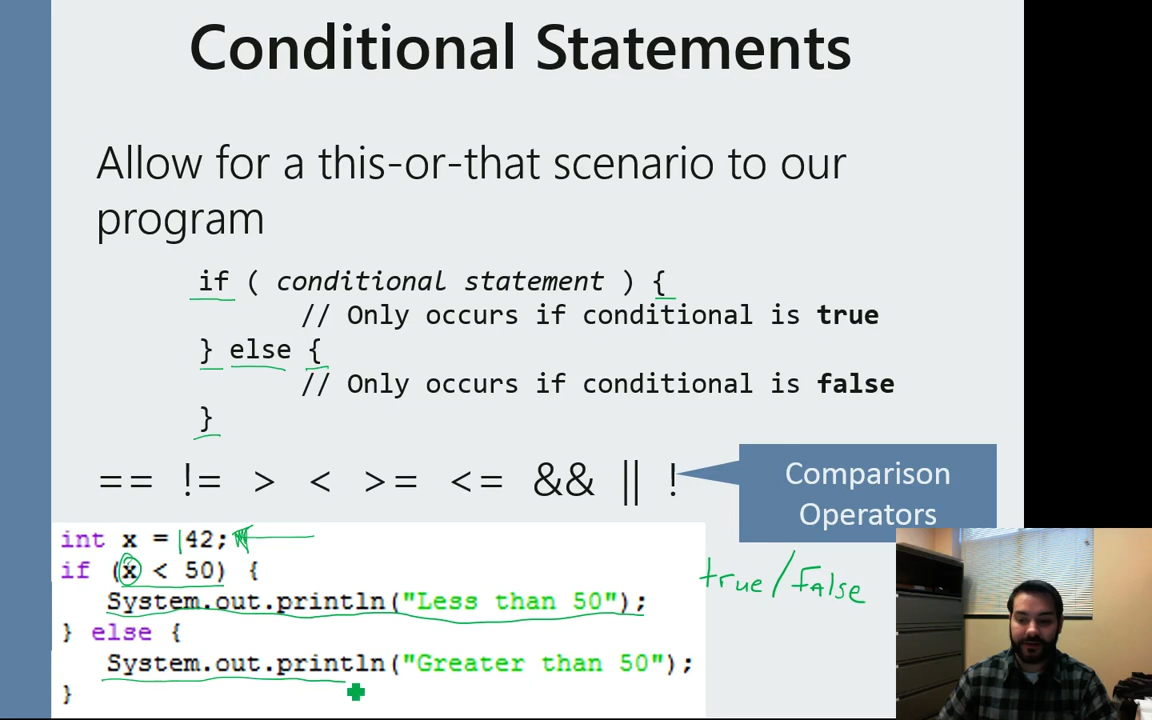 Conditional Statements
Allow for a this-or-that scenario to our
program
if ( conditional statement ) {
// Only occurs if conditional is true
} else {
// Only occurs if conditional is false
}
== != > < >= <= && || !
Comparison
Operators
int x = |42;
if (x < 50) {
System.out.println("Less than 50");
} else {
System.out.println("Greater than 50");
}
true/false